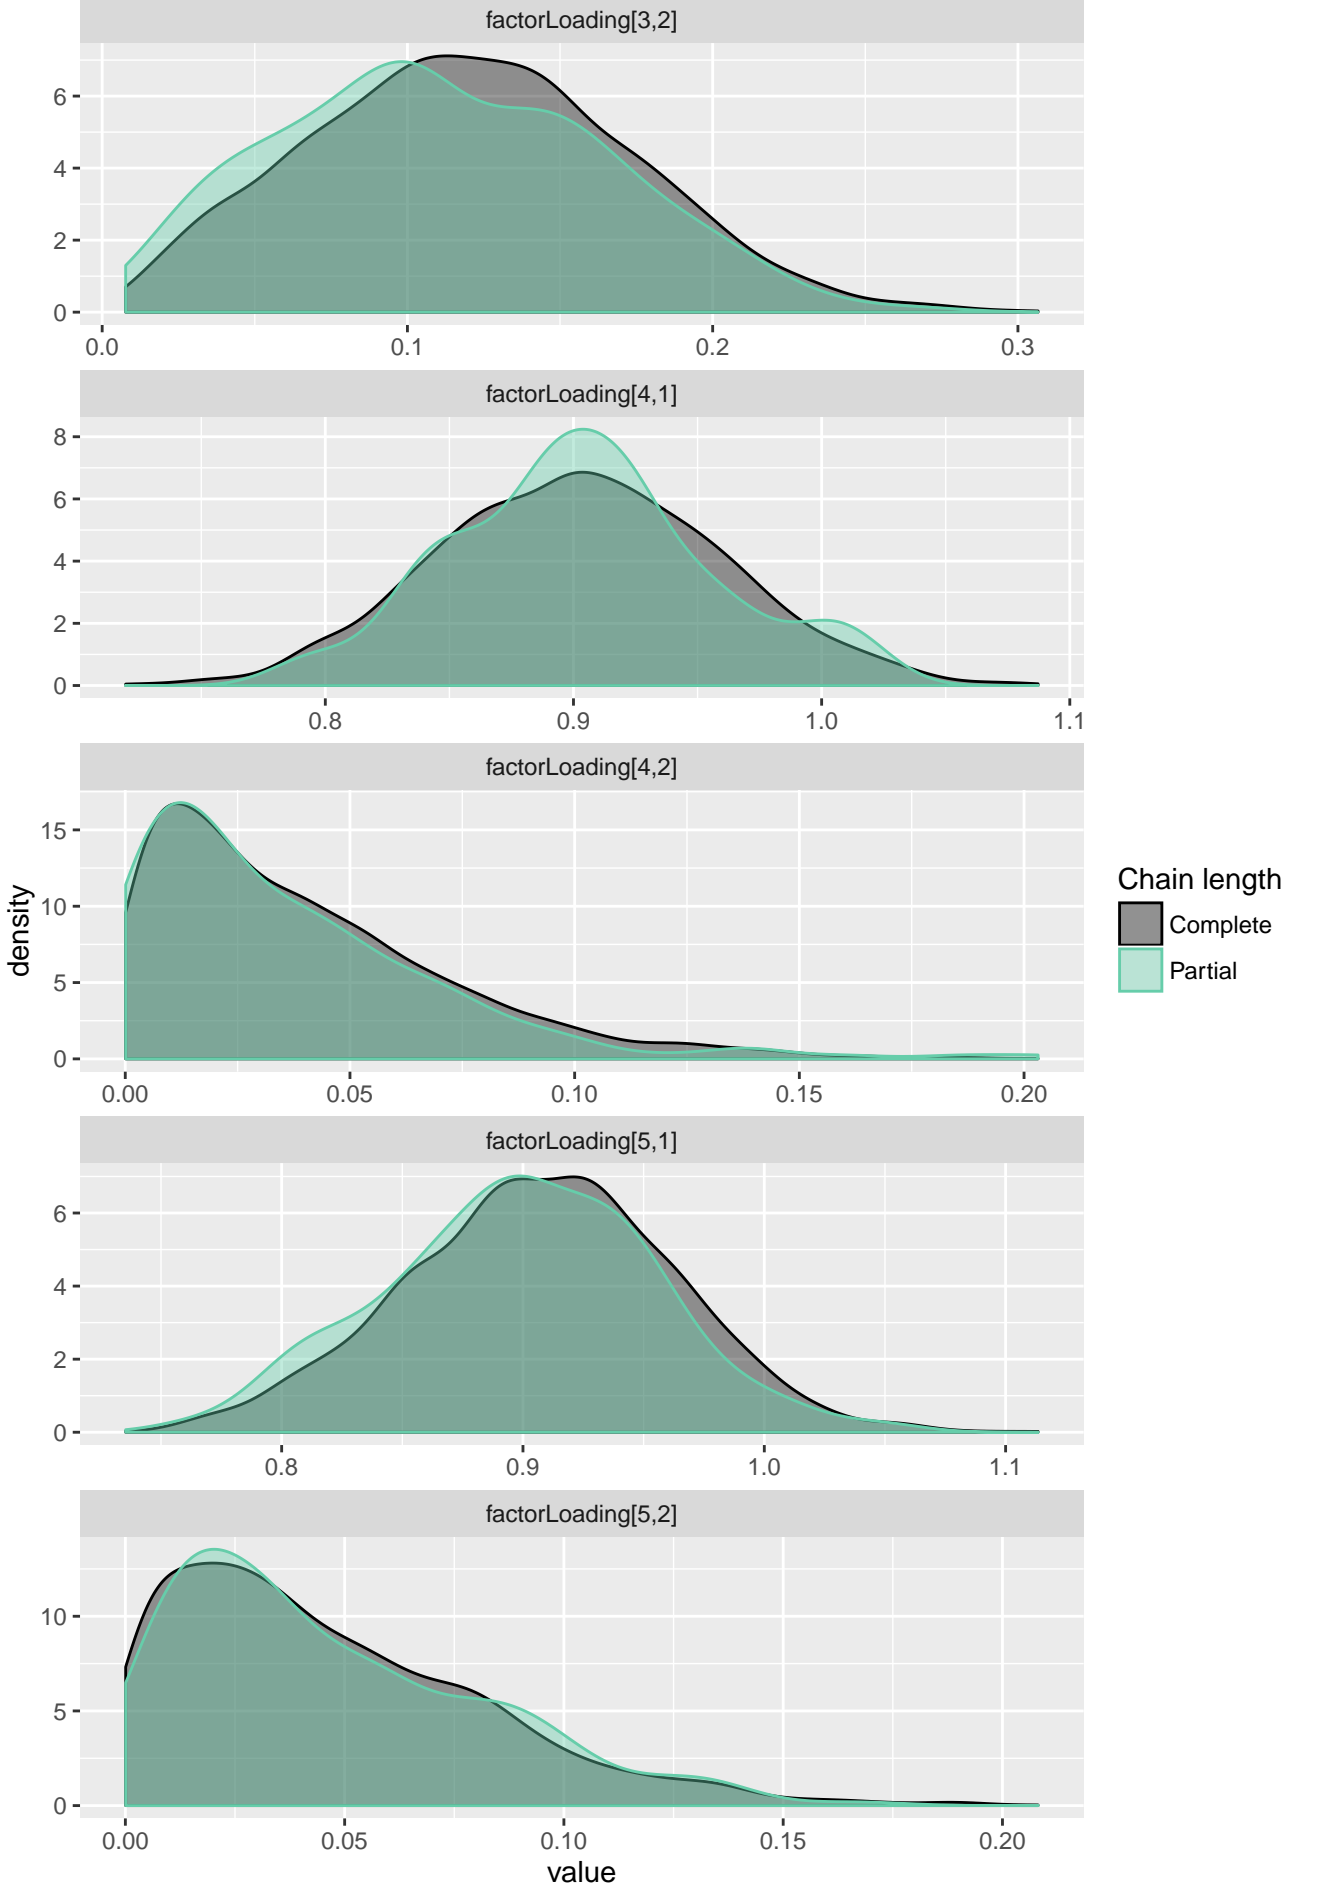 factorLoading[3,2]
6
4
2
0
0.0 0.1 0.2 0.3
factorLoading[4,1]
8
6
4
2
0
0.8 0.9 1.0 1.1
factorLoading[4,2]
15
10
5
0
0.00 0.05 0.10 0.15 0.20
factorLoading[5,1]
6
4
2
0
0.8 0.9 1.0 1.1
factorLoading[5,2]
10
5
0
0.00 0.05 0.10 0.15 0.20
value
density
Chain length
Complete
Partial